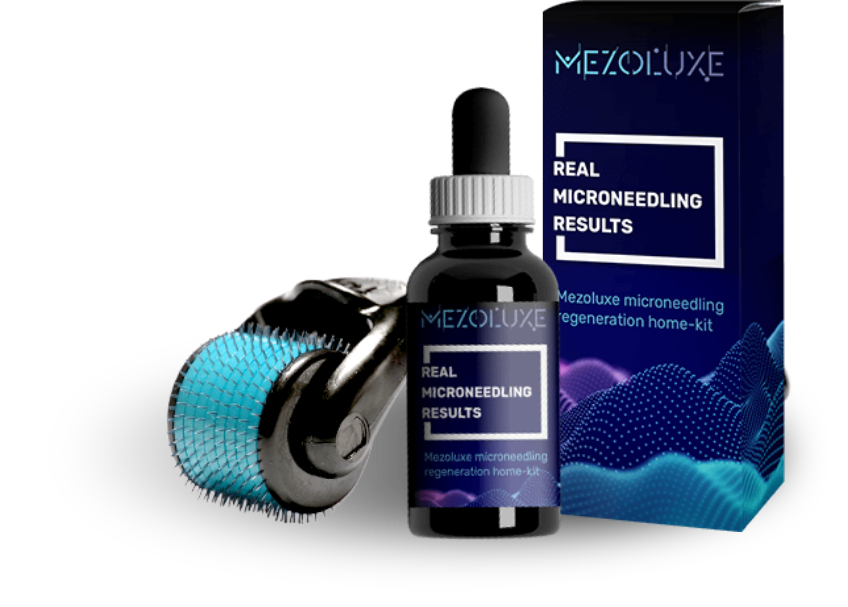 MEZOLUXE
REAL
MICRONEEDLING
RESULTS
Mezoluxe microneedling
regeneration home-kit
MEZOLUXE
REAL
MICRONEEDLING
RESULTS
Mezoluxe microneedling
regeneration home-kit